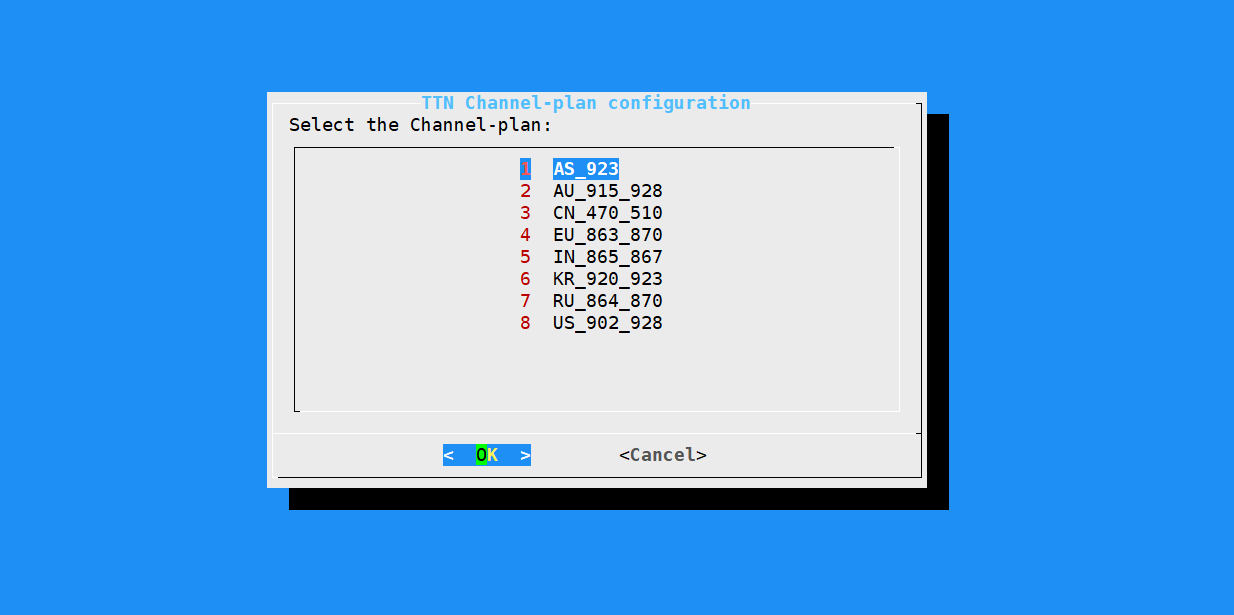 TTN Channel-plan configuration
Select the Channel-plan:
1 AS_923
2 AU_915_928
3 CN_470_510
4 EU_863_870
5 IN_865_867
6 KR_920_923
7 RU_864_870
8 US_902_928
< OK > <Cancel>